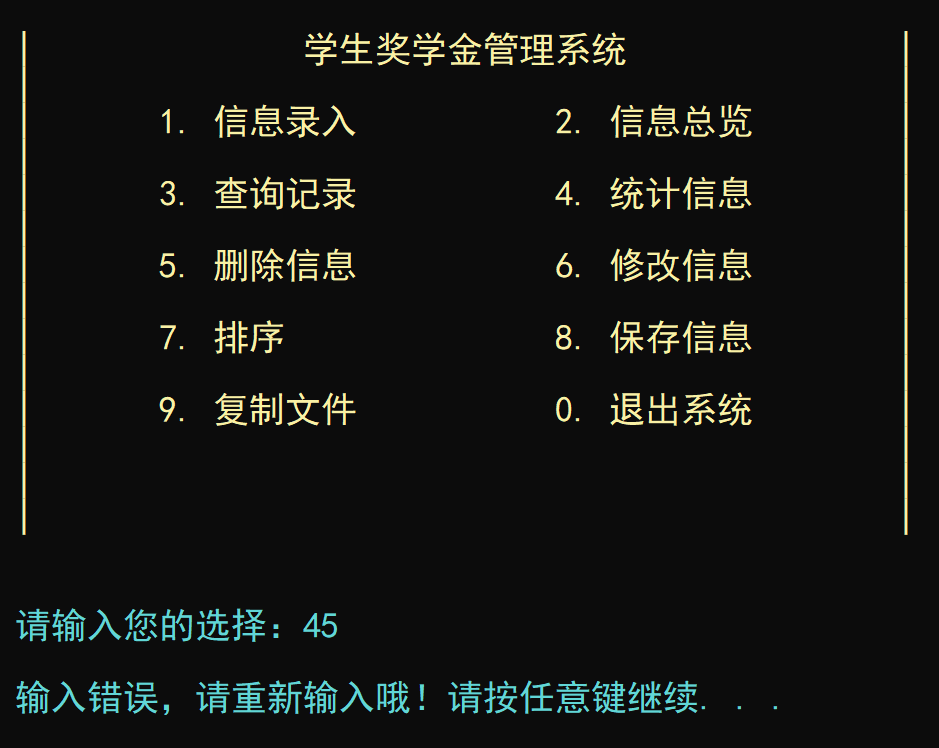 学生奖学金管理系统
1. 信息录入 2. 信息总览
3. 查询记录 4. 统计信息
5. 删除信息 6. 修改信息
7. 排序 8. 保存信息
9. 复制文件 0. 退出系统
请输入您的选择：45
输入错误，请重新输入哦！请按任意键继续. . .